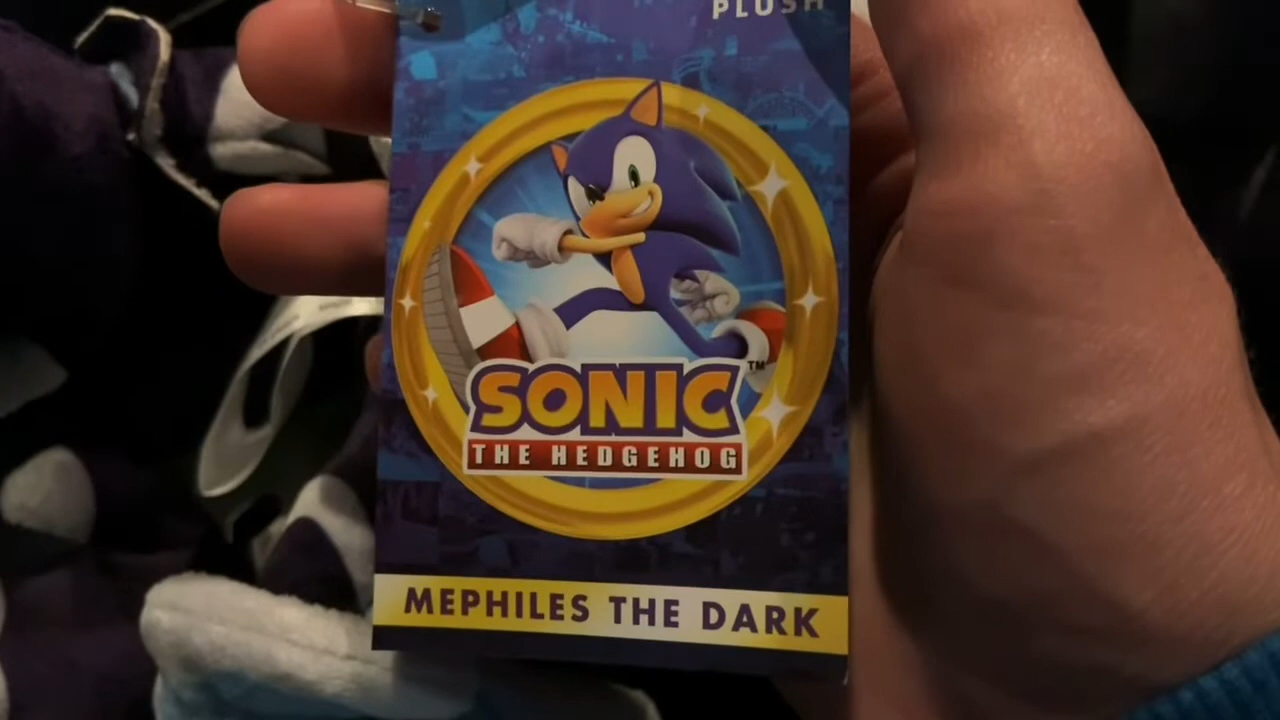 PLUSH
SONIC
TM
THE HEDGEHOG
MEPHILES THE DARK